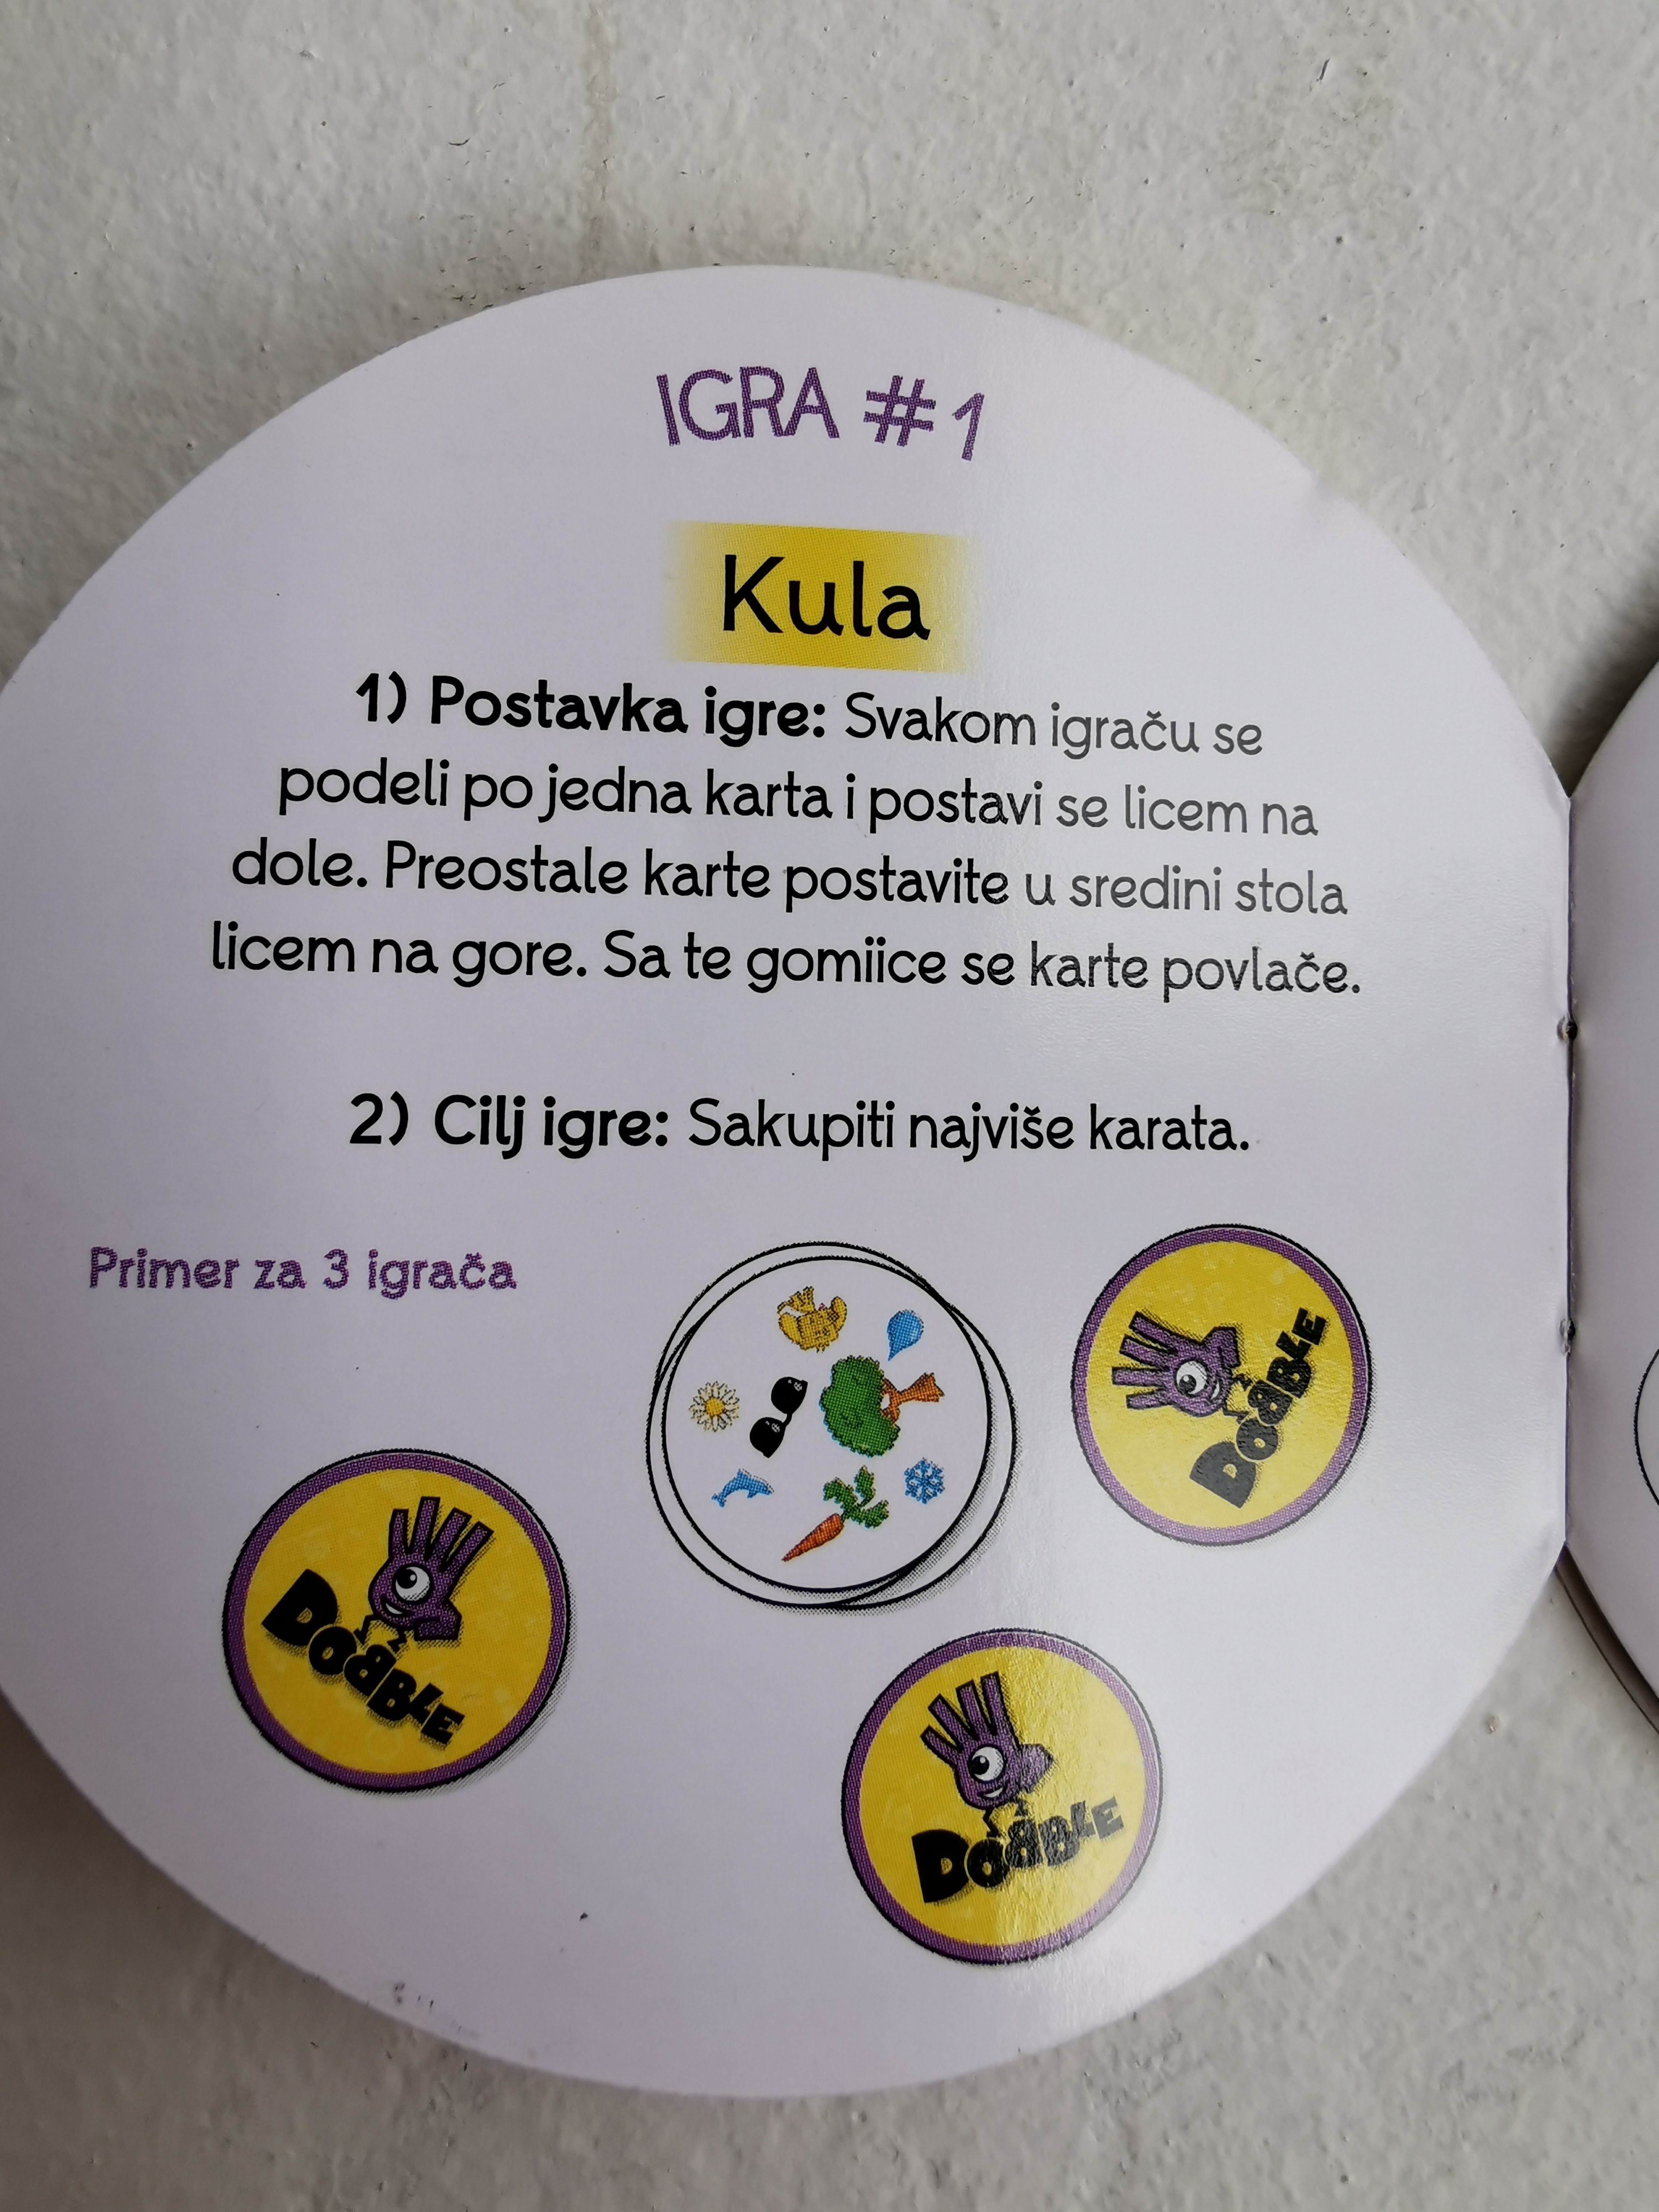 IGRA #1
Kula
1) Postavka igre: Svakom igraču se
podeli po jedna karta i postavi se licem na
dole. Preostale karte postavite u sredini stola
licem na gore. Sa te gomiice se karte povlače.
2) Cilj igre: Sakupiti najviše karata.
Primer za 3 igrača
DOBBLE
DOBBLE
DOBBLE